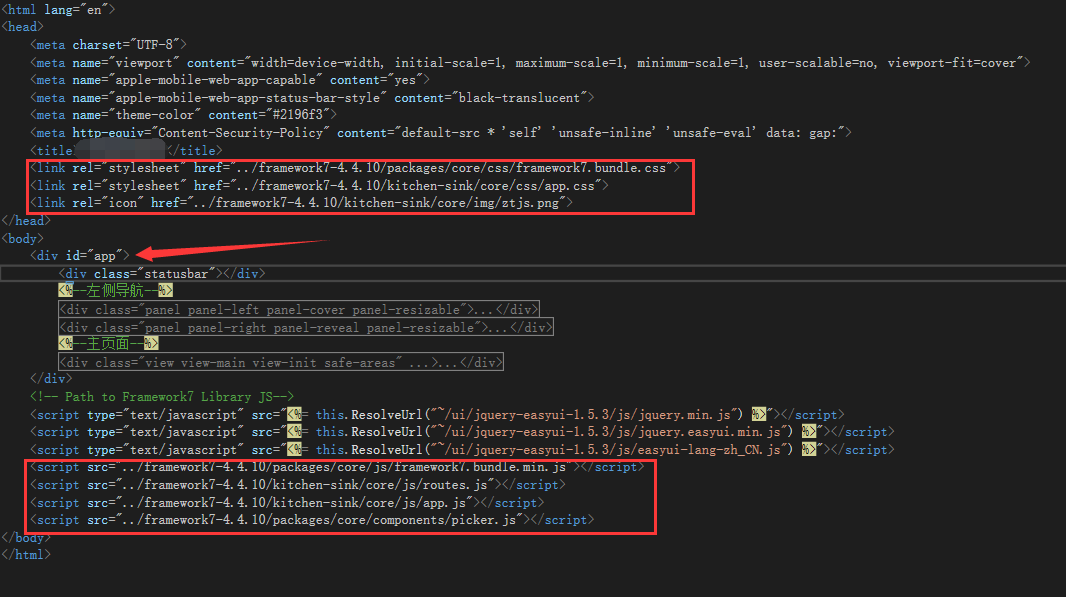 <html lang="en">
<head>
<meta charset="UTF-8">
<meta name="viewport" content="width=device-width, initial-scale=1, maximum-scale=1, minimum-scale=1, user-scalable=no, viewport-fit=cover">
<meta name="apple-mobile-web-app-capable" content="yes">
<meta name="apple-mobile-web-app-status-bar-style" content="black-translucent">
<meta name="theme-color" content="#2196f3">
<meta http-equiv="Content-Security-Policy" content="default-src * 'self' 'unsafe-inline' 'unsafe-eval' data: gap:">
<title></title>
<link rel="stylesheet" href="../framework7-4.4.10/packages/core/css/framework7.bundle.css">
<link rel="stylesheet" href="../framework7-4.4.10/kitchen-sink/core/css/app.css">
<link rel="icon" href="../framework7-4.4.10/kitchen-sink/core/img/ztjs.png">
</head>
<body>
<div id="app">
<div class="statusbar"></div>
<%--左侧导航--%>
<div class="panel panel-left panel-cover panel-resizable">...</div>
<div class="panel panel-right panel-reveal panel-resizable">...</div>
<%--主页面--%>
<div class="view view-main view-init safe-areas" ...>...</div>
</div>
<!-- Path to Framework7 Library JS-->
<script type="text/javascript" src="<%= this.ResolveUrl("~/ui/jquery-easyui-1.5.3/js/jquery.min.js") %>"></script>
<script type="text/javascript" src="<%= this.ResolveUrl("~/ui/jquery-easyui-1.5.3/js/jquery.easyui.min.js") %>"></script>
<script type="text/javascript" src="<%= this.ResolveUrl("~/ui/jquery-easyui-1.5.3/js/easyui-lang-zh_CN.js") %>"></script>
<script src="../framework7-4.4.10/packages/core/js/framework7.bundle.min.js"></script>
<script src="../framework7-4.4.10/kitchen-sink/core/js/routes.js"></script>
<script src="../framework7-4.4.10/kitchen-sink/core/js/app.js"></script>
<script src="../framework7-4.4.10/packages/core/components/picker.js"></script>
</body>
</html>